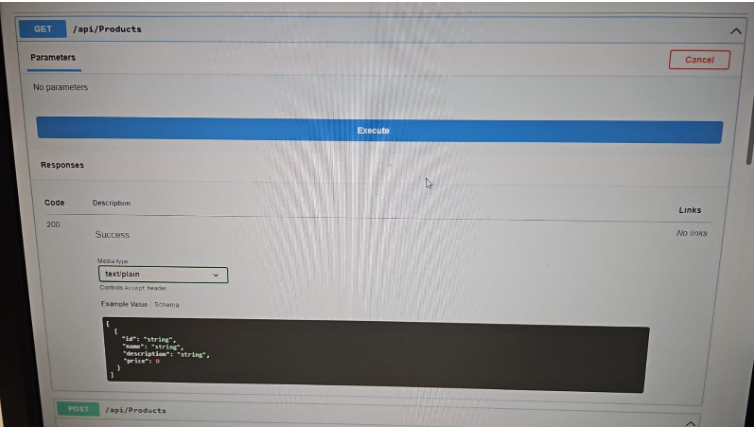 GET /api/Products
Parameters Cancel
No parameters
Execute
Responses
Code Description Links
200 Success No links
Media type
text/plain
Controls Accept header.
Example Value | Schema
[
{
"id": "string",
"name": "string",
"description": "string",
"price": 0
}
]
POST /api/Products